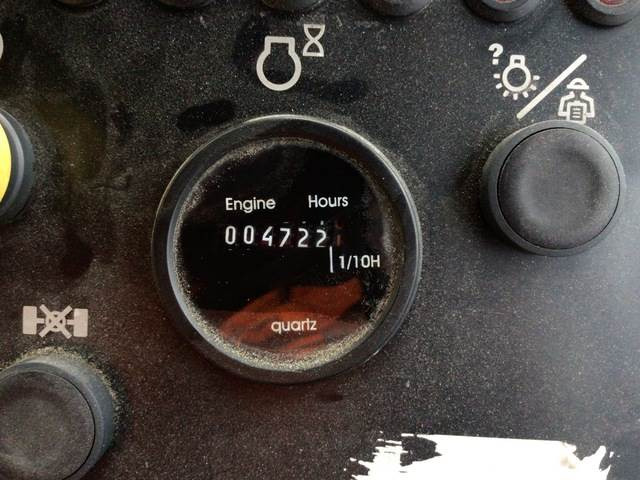 ?
Engine Hours
004722
1/10H
quartz